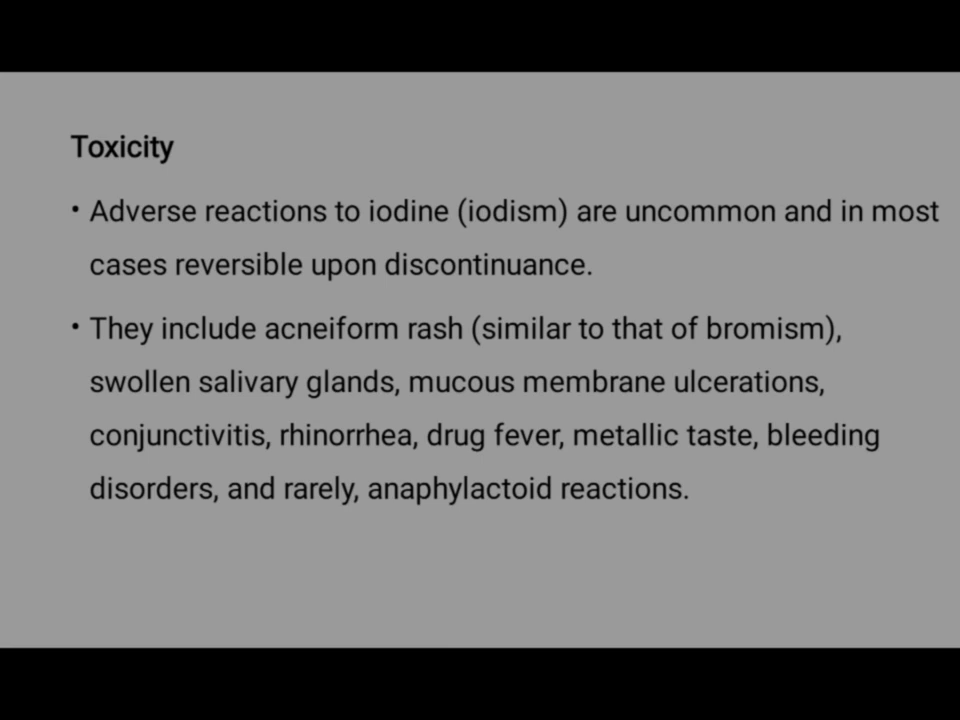 Toxicity
• Adverse reactions to iodine (iodism) are uncommon and in most
cases reversible upon discontinuance.
• They include acneiform rash (similar to that of bromism),
swollen salivary glands, mucous membrane ulcerations,
conjunctivitis, rhinorrhea, drug fever, metallic taste, bleeding
disorders, and rarely, anaphylactoid reactions.